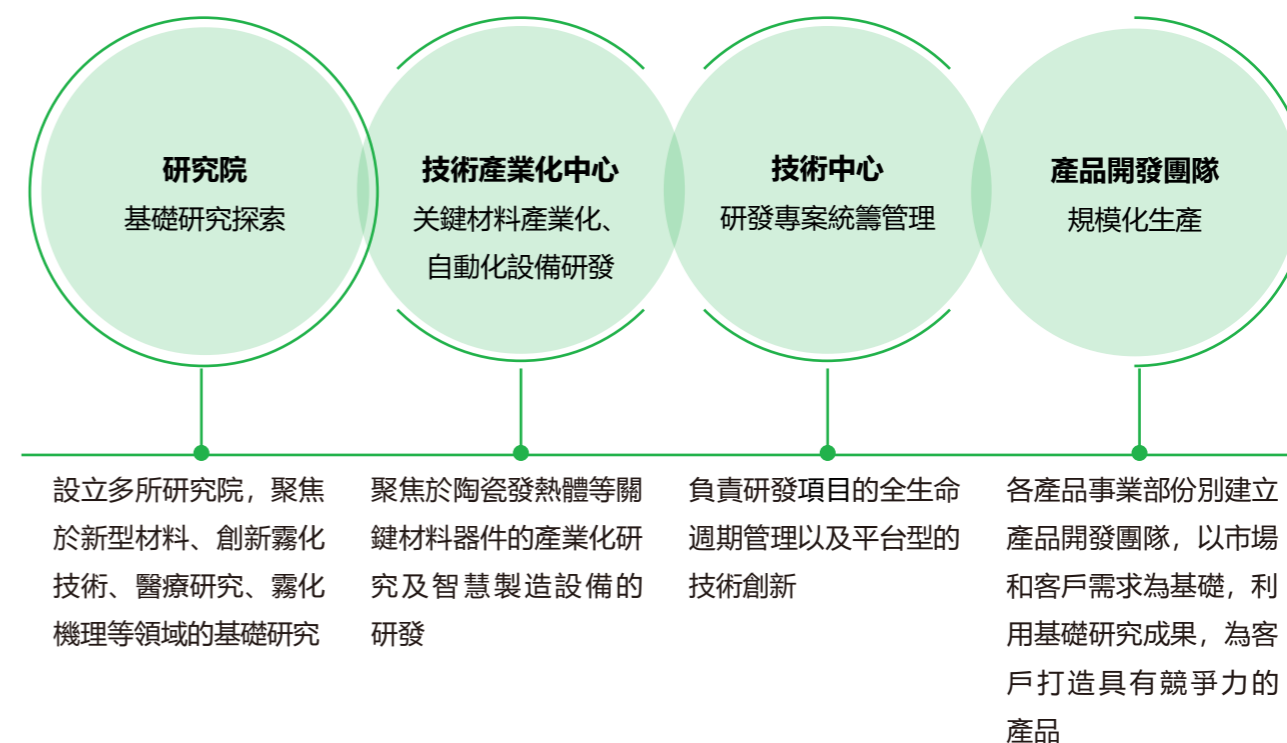 研究院
基礎研究探索
技術產業化中心
关鍵材料產業化、
自動化設備研發
技術中心
研發專案統籌管理
產品開發團隊
規模化生產
設立多所研究院，聚焦
於新型材料、創新霧化
技術、醫療研究、霧化
機理等領域的基礎研究
聚焦於陶瓷發熱體等關
鍵材料器件的產業化研
究及智慧製造設備的
研發
負責研發項目的全生命
週期管理以及平台型的
技術創新
各產品事業部份別建立
產品開發團隊，以市場
和客戶需求為基礎，利
用基礎研究成果，為客
戶打造具有競爭力的
產品